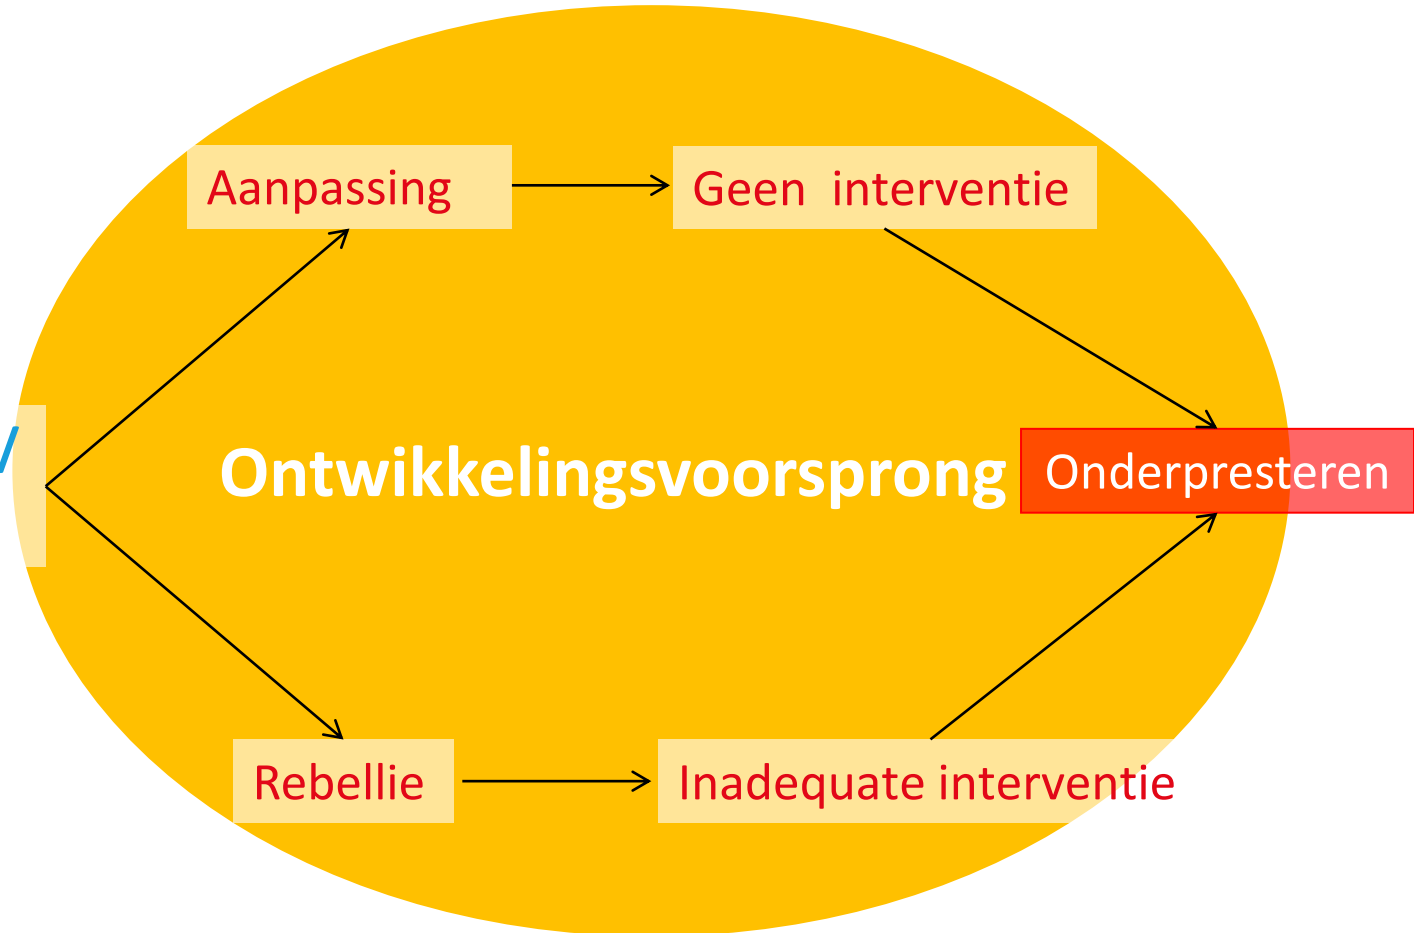 Aanpassing
Geen interventie
Ontwikkelingsvoorsprong
Onderpresteren
Rebellie
Inadequate interventie